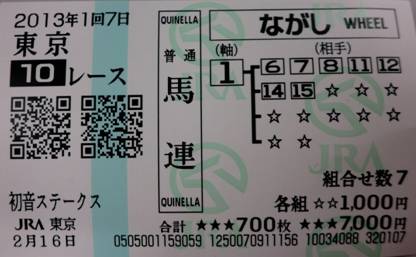 2013年1回7日
東京
10レース
初音ステークス
JRA 東京
2月16日
QUINELLA
普通
馬連
QUINELLA
ながし WHEEL
(軸) (相手)
1 6 7 8 11 12
14 15 ☆ ☆ ☆
☆ ☆ ☆ ☆ ☆
☆ ☆
JRA
JRA
組合せ数7
各組 ☆☆1,000円
合計 ★★★700枚 ★★★7,000円
0505001159059 1250070911156 10034088 320107